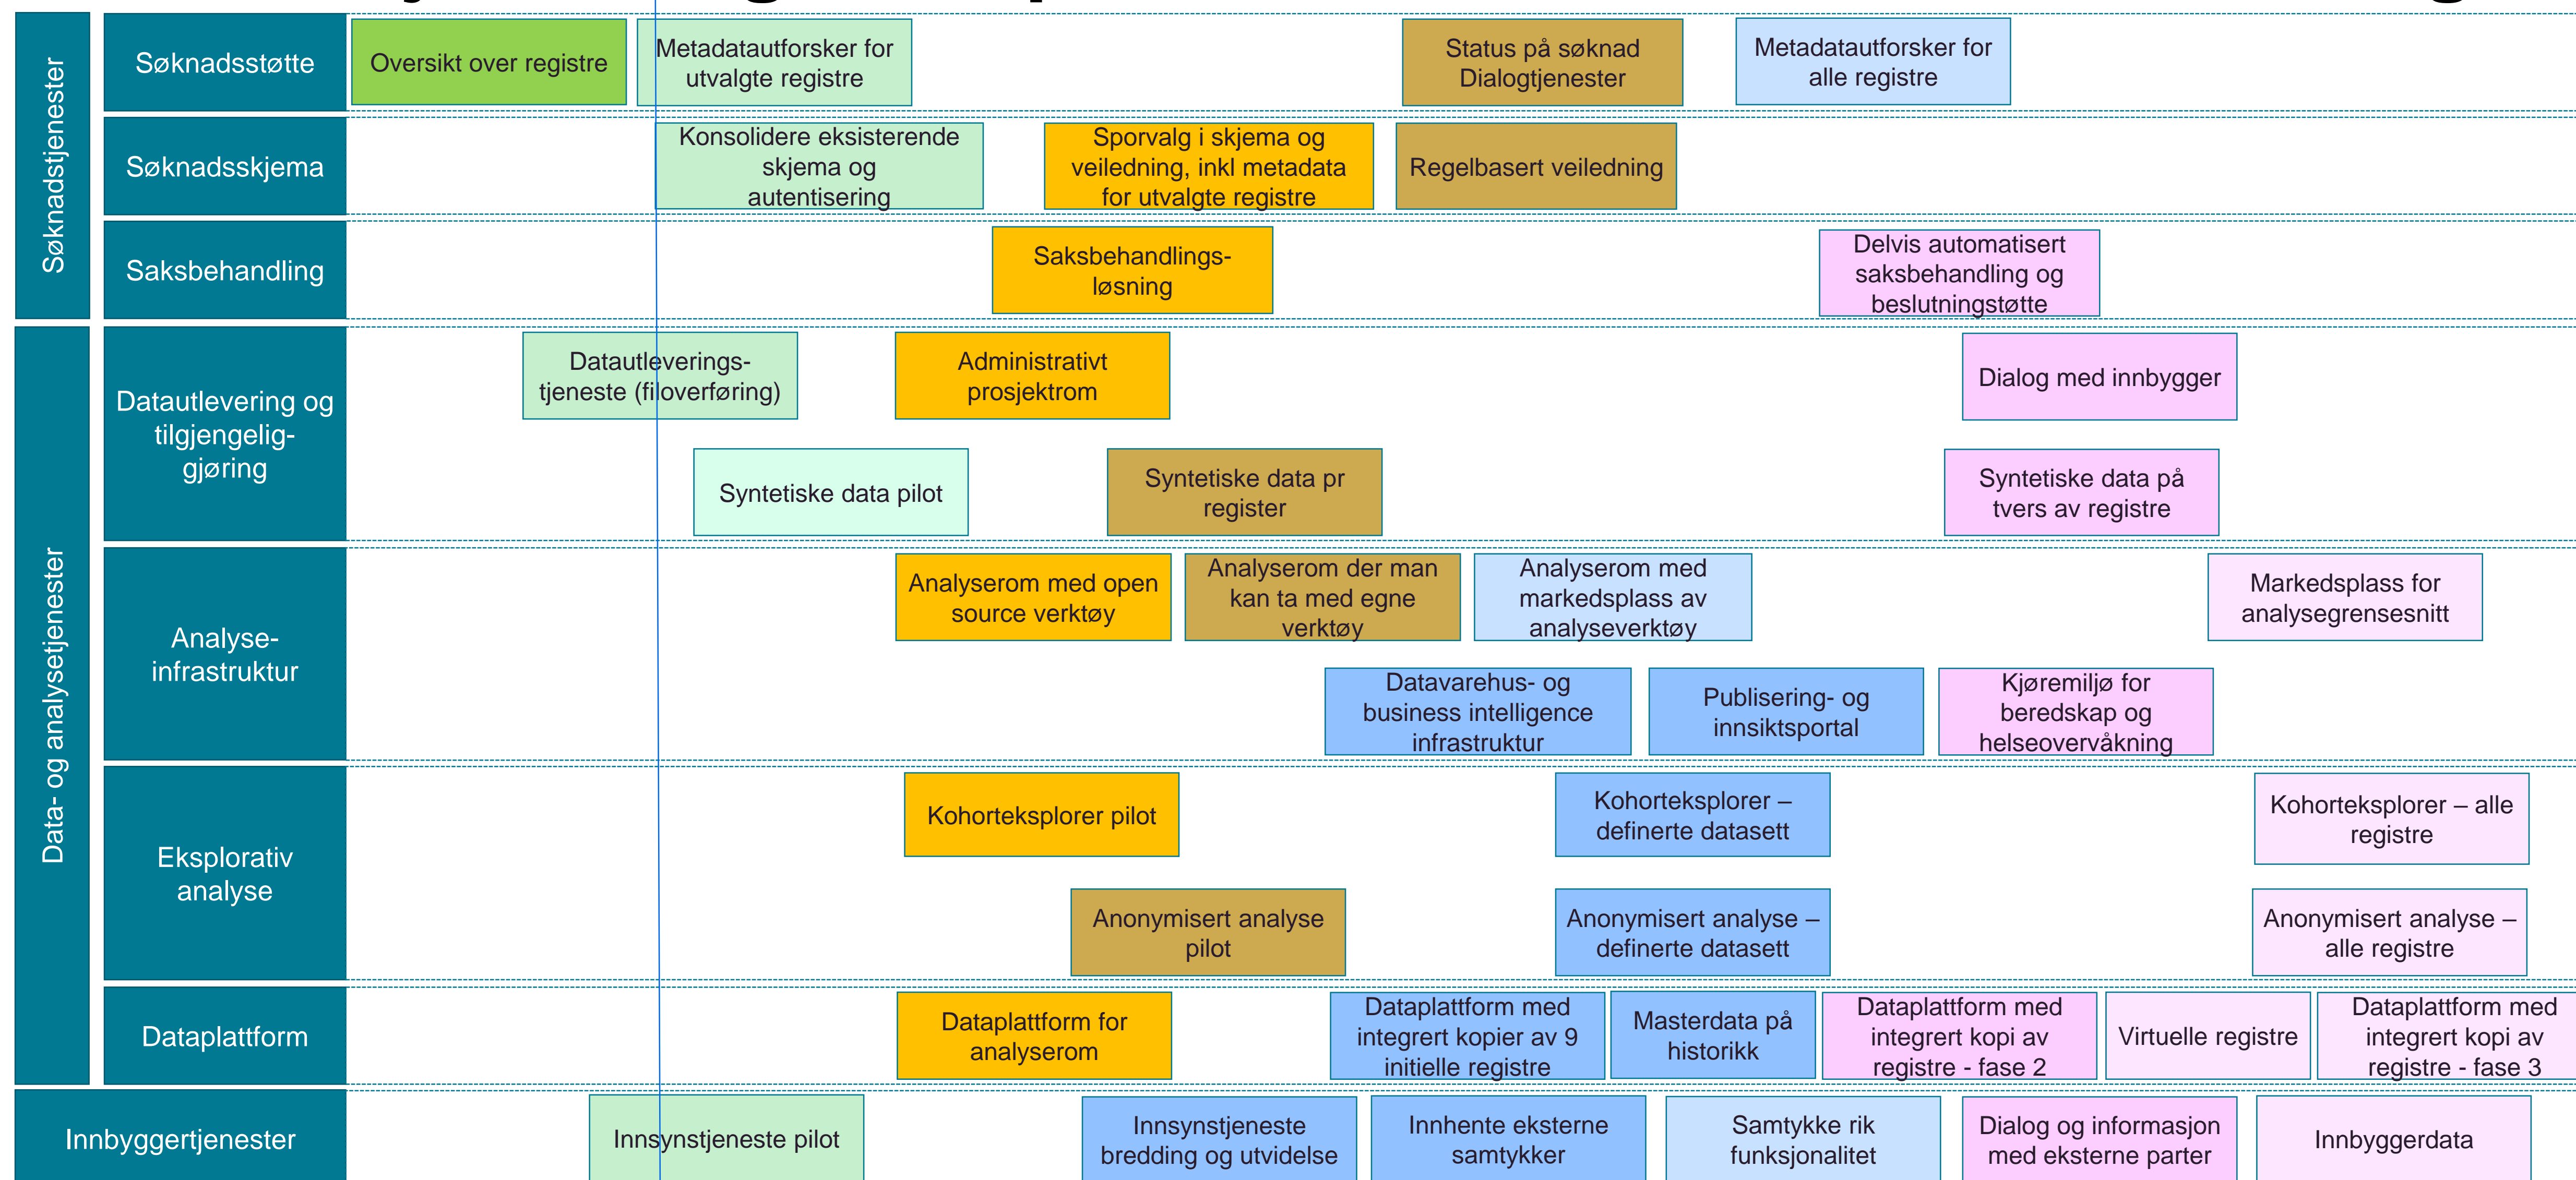 Søknadstjenester
Søknadsstøtte
Oversikt over registre
Metadatautforsker for
utvalgte registre
Status på søknad
Dialogtjenester
Metadatautforsker for
alle registre
Søknadsskjema
Konsolidere eksisterende
skjema og
autentisering
Sporvalg i skjema og
veiledning, inkl metadata
for utvalgte registre
Regelbasert veiledning
Saksbehandling
Saksbehandlings-
løsning
Delvis automatisert
saksbehandling og
beslutningstøtte
Data- og analysetjenester
Datautlevering og
tilgjengelig-
gjøring
Datautleverings-
tjeneste (filoverføring)
Administrativt
prosjektrom
Dialog med innbygger
Syntetiske data pilot
Syntetiske data pr
register
Syntetiske data på
tvers av registre
Analyse-
infrastruktur
Analyserom med open
source verktøy
Analyserom der man
kan ta med egne
verktøy
Analyserom med
markedsplass av
analyseverktøy
Markedsplass for
analysegrensesnitt
Datavarehus- og
business intelligence
infrastruktur
Publisering- og
innsiktsportal
Kjøremiljø for
beredskap og
helseovervåkning
Eksplorativ
analyse
Kohorteksplorer pilot
Kohorteksplorer –
definerte datasett
Kohorteksplorer – alle
registre
Anonymisert analyse
pilot
Anonymisert analyse –
definerte datasett
Anonymisert analyse –
alle registre
Dataplattform
Dataplattform for
analyserom
Dataplattform med
integrert kopier av 9
initielle registre
Masterdata på
historikk
Dataplattform med
integrert kopi av
registre - fase 2
Virtuelle registre
Dataplattform med
integrert kopi av
registre - fase 3
Innbyggertjenester
Innsynstjeneste pilot
Innsynstjeneste
bredding og utvidelse
Innhente eksterne
samtykker
Samtykke rik
funksjonalitet
Dialog og informasjon
med eksterne parter
Innbyggerdata